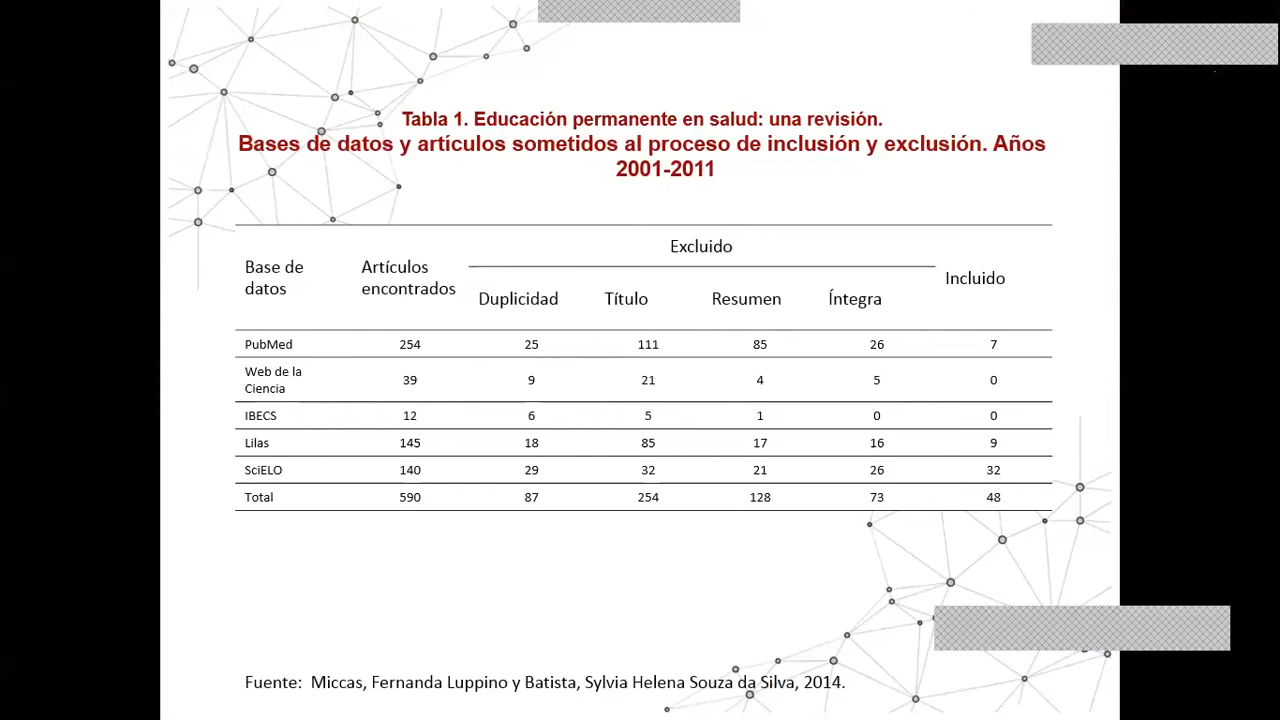 Tabla 1. Educación permanente en salud: una revisión.
Bases de datos y artículos sometidos al proceso de inclusión y exclusión. Años
2001-2011
Base de datos Artículos encontrados Excluido Incluido
Duplicidad Título Resumen Íntegra
PubMed 254 25 111 85 26 7
Web de la Ciencia 39 9 21 4 5 0
IBECS 12 6 5 1 0 0
Lilas 145 18 85 17 16 9
SciELO 140 29 32 21 26 32
Total 590 87 254 128 73 48
Fuente: Miccas, Fernanda Luppino y Batista, Sylvia Helena Souza da Silva, 2014.